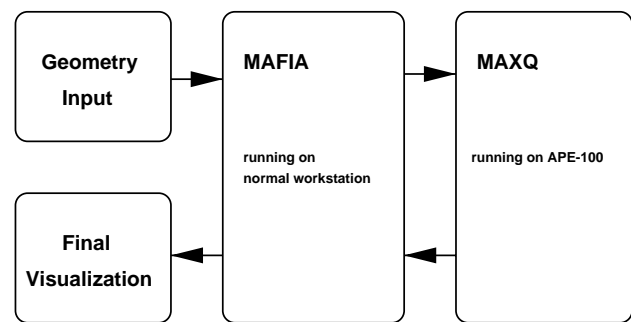 Geometry
Input
MAFIA
running on
normal workstation
MAXQ
running on APE-100
Final
Visualization